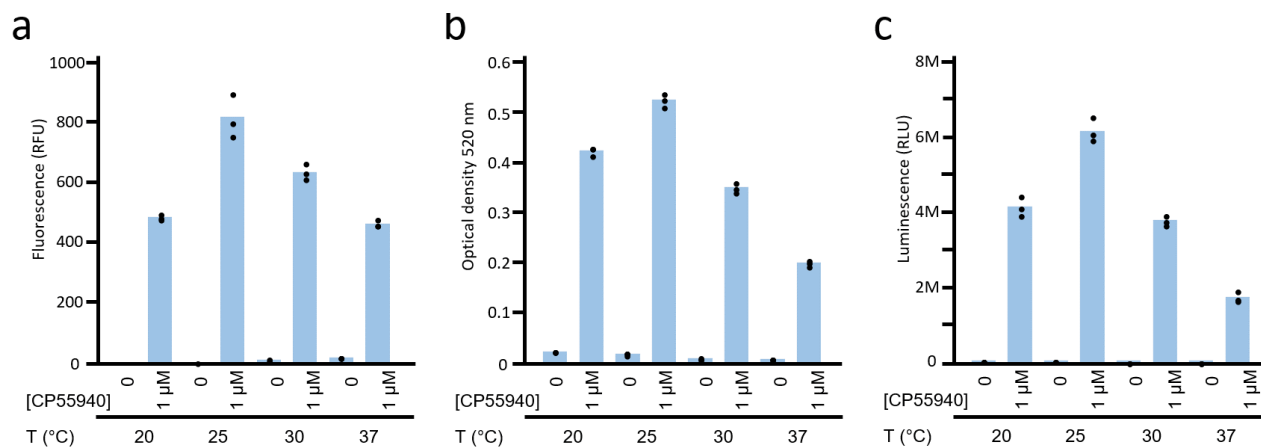 a
b
c
Fluorescence (RFU)
1000
800
600
400
200
0
Optical density 520 nm
0.6
0.5
0.4
0.3
0.2
0.1
0
Luminescence (RLU)
8M
6M
4M
2M
0
[CP55940] 0 1 µM 0 1 µM 0 1 µM 0 1 µM
T (°C) 20 25 30 37
[CP55940] 0 1 µM 0 1 µM 0 1 µM 0 1 µM
T (°C) 20 25 30 37
[CP55940] 0 1 µM 0 1 µM 0 1 µM 0 1 µM
T (°C) 20 25 30 37